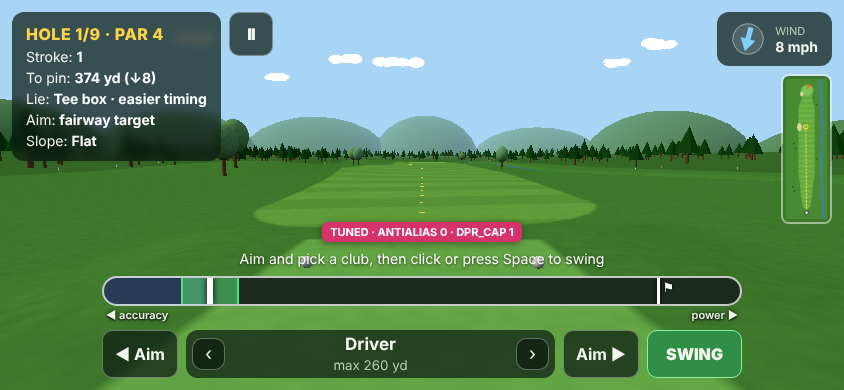 HOLE 1/9 · PAR 4
Stroke: 1
To pin: 374 yd (↓8)
Lie: Tee box · easier timing
Aim: fairway target
Slope: Flat
WIND
8 mph
TUNED · ANTIALIAS 0 · DPR_CAP 1
Aim and pick a club, then click or press Space to swing
◀ accuracy
power ▶
◀ Aim
‹
Driver
max 260 yd
›
Aim ▶
SWING